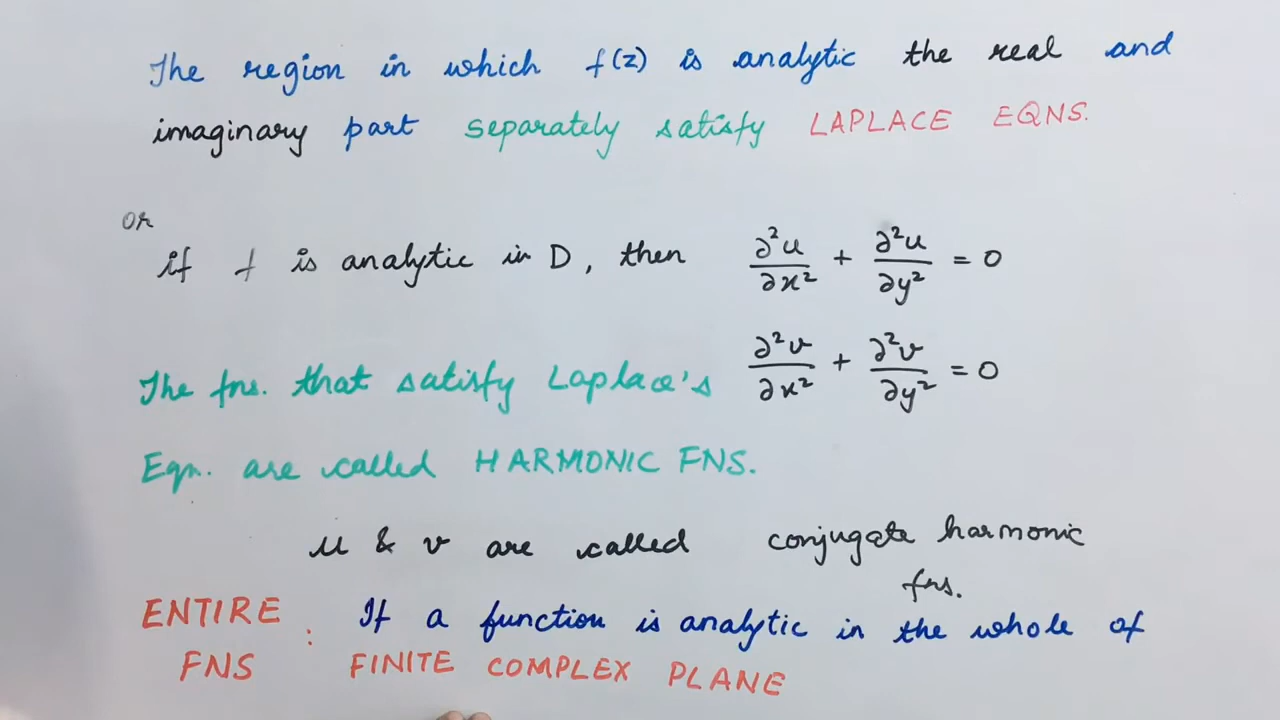 The region in which f(z) is analytic the real and
imaginary part separately satisfy LAPLACE EQNS.
or
if f is analytic in D, then ∂²u/∂x² + ∂²u/∂y² = 0
∂²v/∂x² + ∂²v/∂y² = 0
The fns. that satisfy Laplace's
Eqn. are called HARMONIC FNS.
u & v are called conjugate harmonic
fns.
ENTIRE : If a function is analytic in the whole of
FNS FINITE COMPLEX PLANE